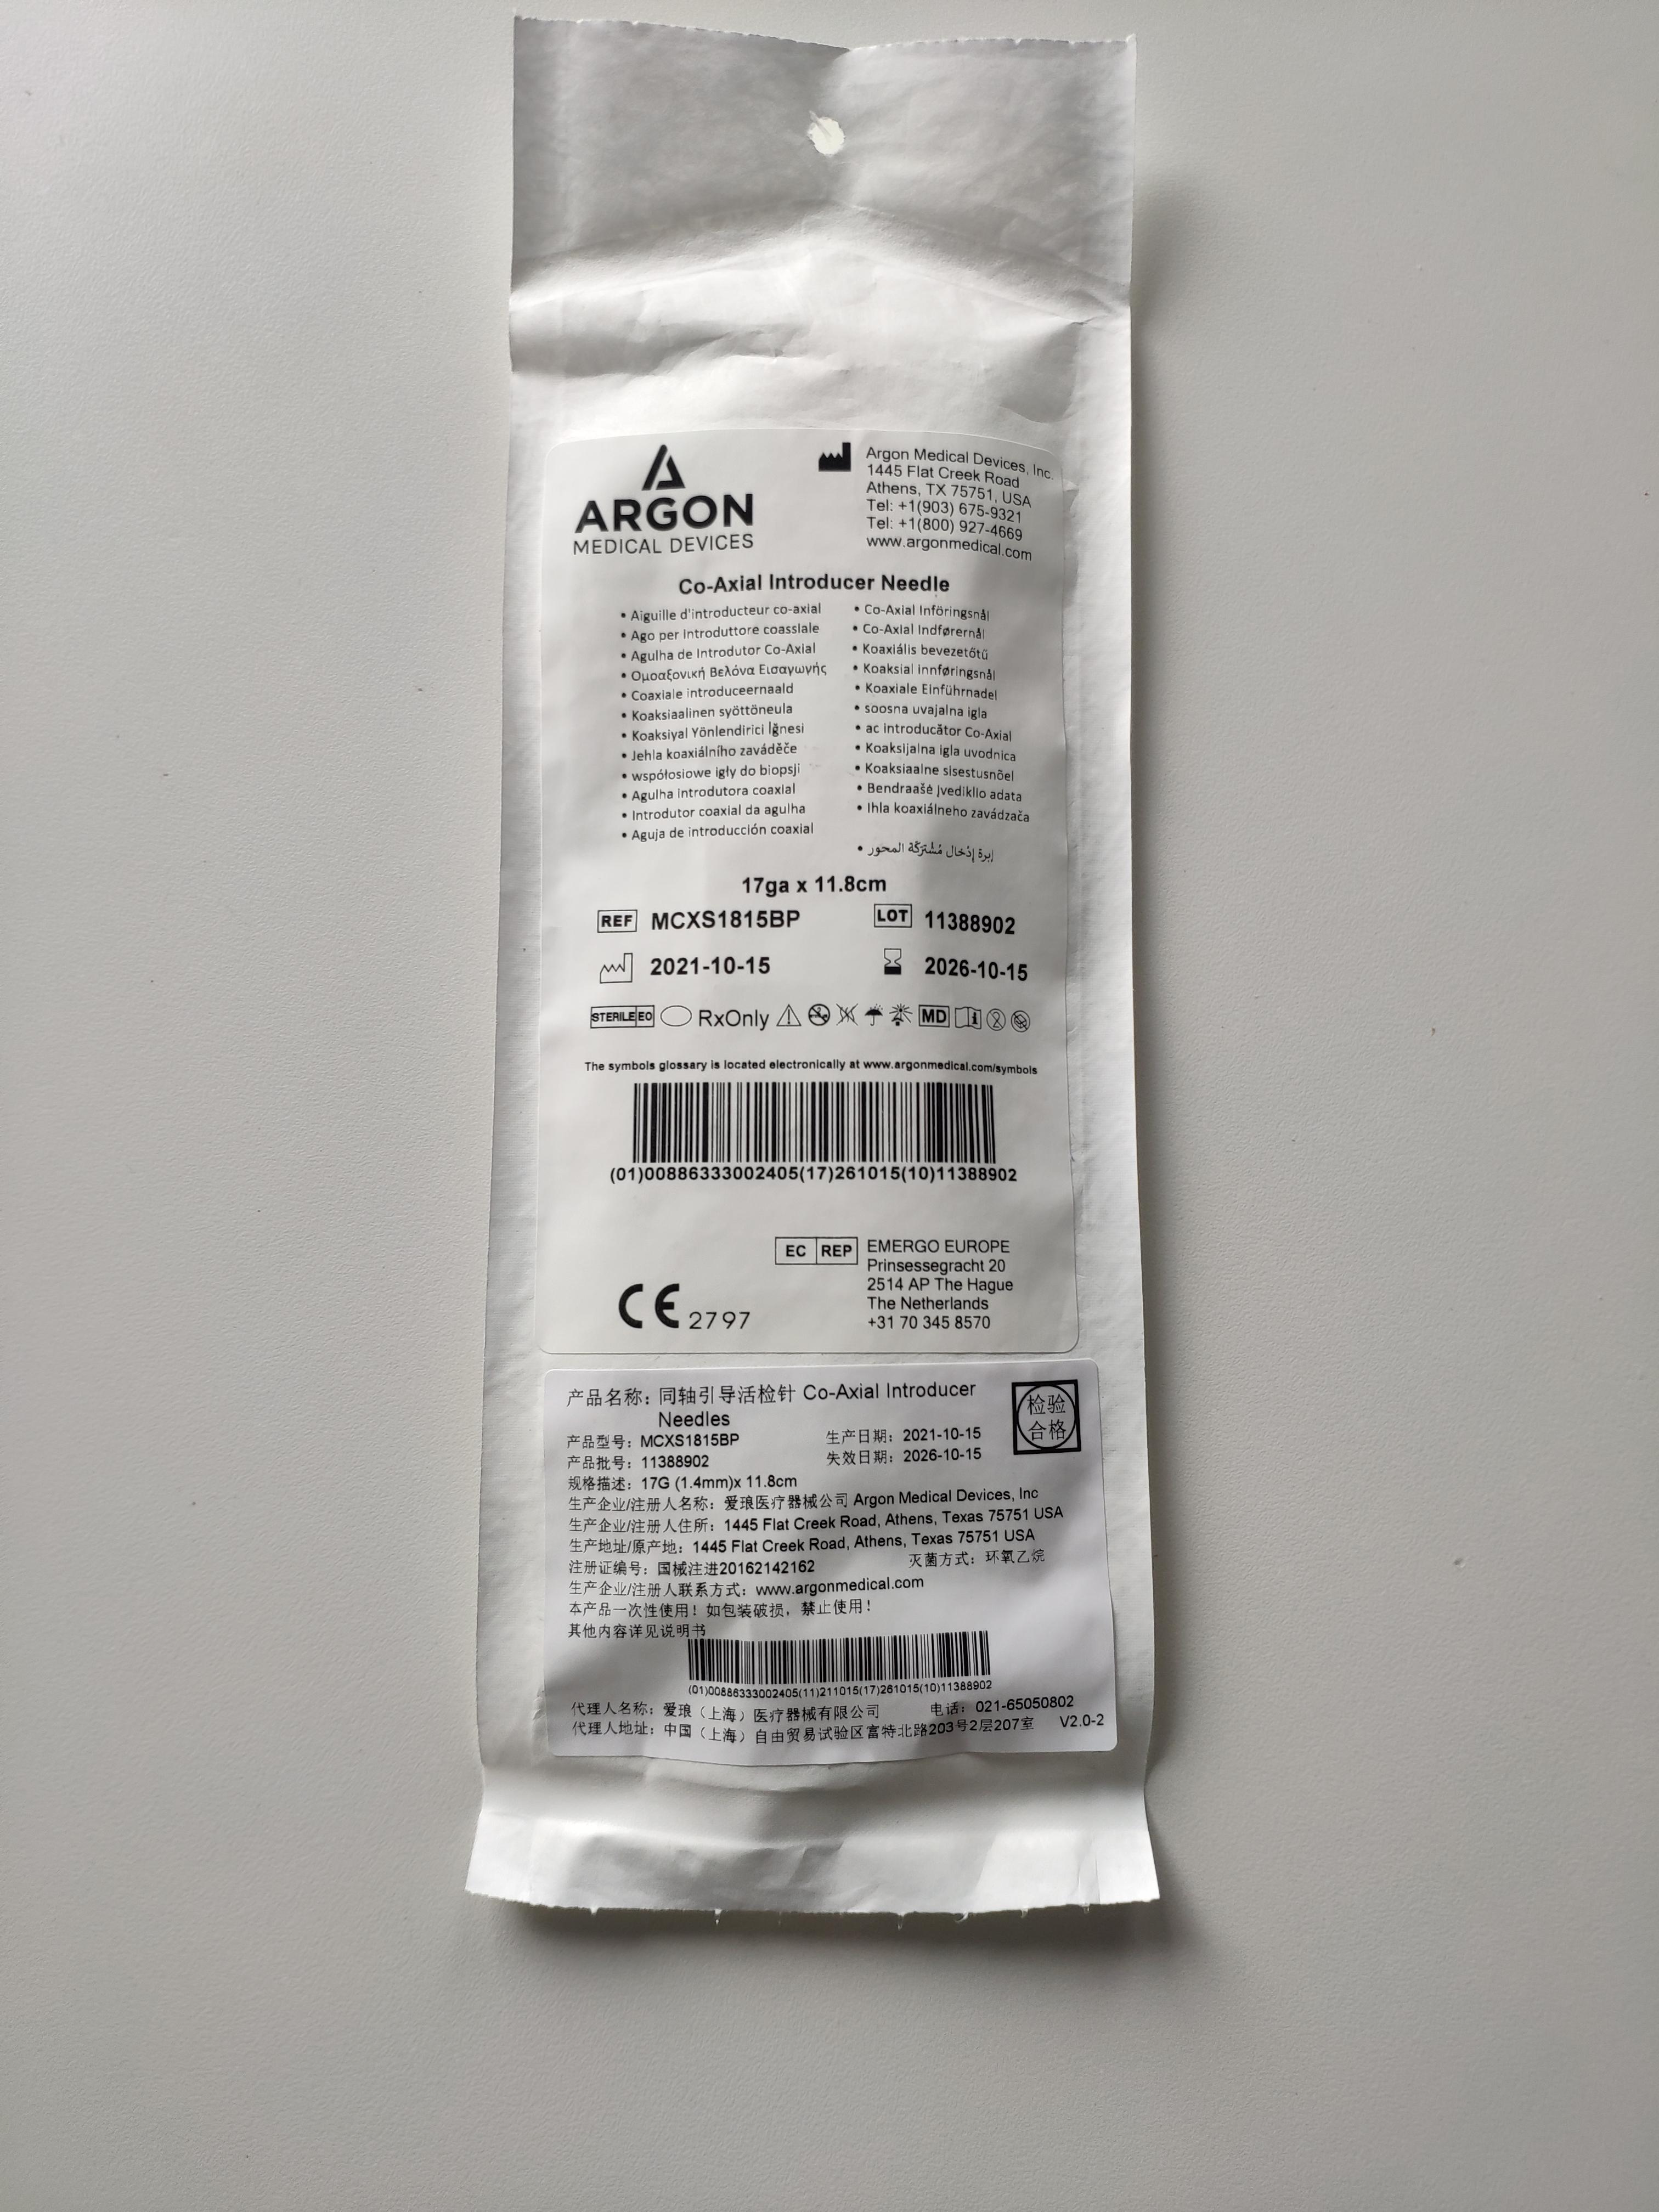 ARGON
MEDICAL DEVICES
Argon Medical Devices, Inc.
1445 Flat Creek Road
Athens, TX 75751, USA
Tel: +1(903) 675-9321
Tel: +1(800) 927-4669
www.argonmedical.com
Co-Axial Introducer Needle
• Aiguille d'introducteur co-axial
• Ago per Introduttore coassiale
• Agulha de Introdutor Co-Axial
• Ομοαξονική Βελόνα Εισαγωγής
• Coaxiale introduceernaald
• Koaksiaalinen syöttöneula
• Koaksiyal Yönlendirici İğnesi
• Jehla koaxiálního zaváděče
• współosiowe igły do biopsji
• Agulha introdutora coaxial
• Introdutor coaxial da agulha
• Aguja de introducción coaxial
• Co-Axial Införingsnål
• Co-Axial Indførernål
• Koaxiális bevezetőtű
• Koaksial innføringsnål
• Koaxiale Einführnadel
• soosna uvajalna igla
• ac introducător Co-Axial
• Koaksijalna igla uvodnica
• Koaksiaalne sisestusnõel
• Bendraašė įvediklio adata
• Ihla koaxiálneho zavádzača
• إبرة إدخال مُشْتركَة المحور
17ga x 11.8cm
REF MCXS1815BP
LOT 11388902
2021-10-15
2026-10-15
STERILE EO RxOnly MD
The symbols glossary is located electronically at www.argonmedical.com/symbols
(01)00886333002405(17)261015(10)11388902
EC REP EMERGO EUROPE
Prinsessegracht 20
2514 AP The Hague
The Netherlands
+31 70 345 8570
CE 2797
产品名称：同轴引导活检针 Co-Axial Introducer
Needles
检验
合格
产品型号：MCXS1815BP 生产日期：2021-10-15
产品批号：11388902 失效日期：2026-10-15
规格描述：17G (1.4mm)x 11.8cm
生产企业/注册人名称：爱琅医疗器械公司 Argon Medical Devices, Inc
生产企业/注册人住所：1445 Flat Creek Road, Athens, Texas 75751 USA
生产地址/原产地：1445 Flat Creek Road, Athens, Texas 75751 USA
注册证编号：国械注进20162142162 灭菌方式：环氧乙烷
生产企业/注册人联系方式：www.argonmedical.com
本产品一次性使用！如包装破损，禁止使用！
其他内容详见说明书
(01)00886333002405(11)211015(17)261015(10)11388902
代理人名称：爱琅（上海）医疗器械有限公司 电话：021-65050802
代理人地址：中国（上海）自由贸易试验区富特北路203号2层207室 V2.0-2